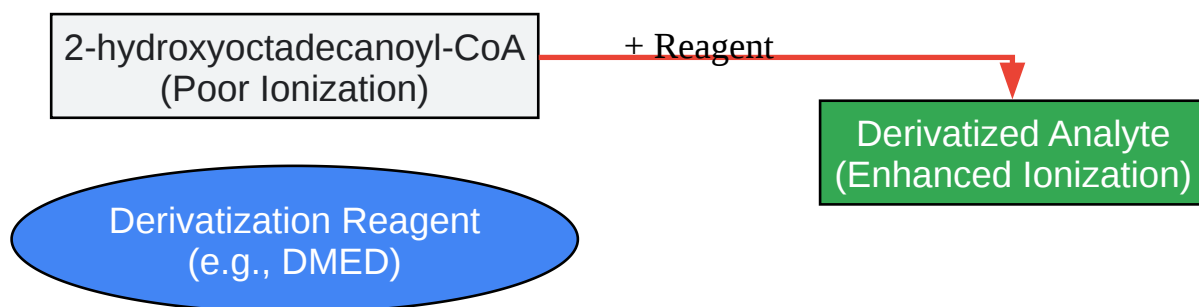 2-hydroxyoctadecanoyl-CoA
(Poor Ionization)
+ Reagent
Derivatized Analyte
(Enhanced Ionization)
Derivatization Reagent
(e.g., DMED)